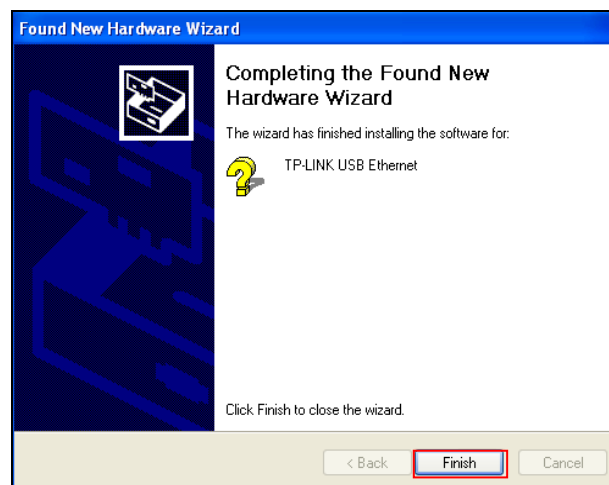 Found New Hardware Wizard
Completing the Found New
Hardware Wizard
The wizard has finished installing the software for:
TP-LINK USB Ethernet
Click Finish to close the wizard.
< Back
Finish
Cancel